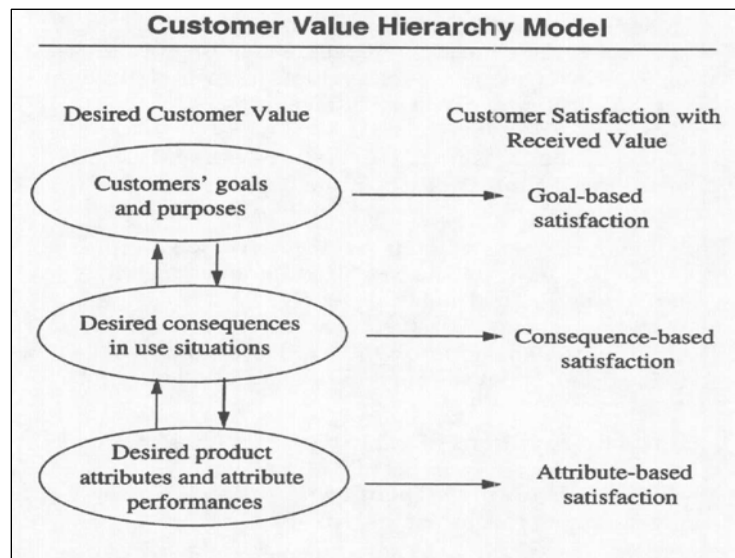 Customer Value Hierarchy Model
Desired Customer Value
Customer Satisfaction with
Received Value
Customers' goals
and purposes
Goal-based
satisfaction
Desired consequences
in use situations
Consequence-based
satisfaction
Desired product
attributes and attribute
performances
Attribute-based
satisfaction